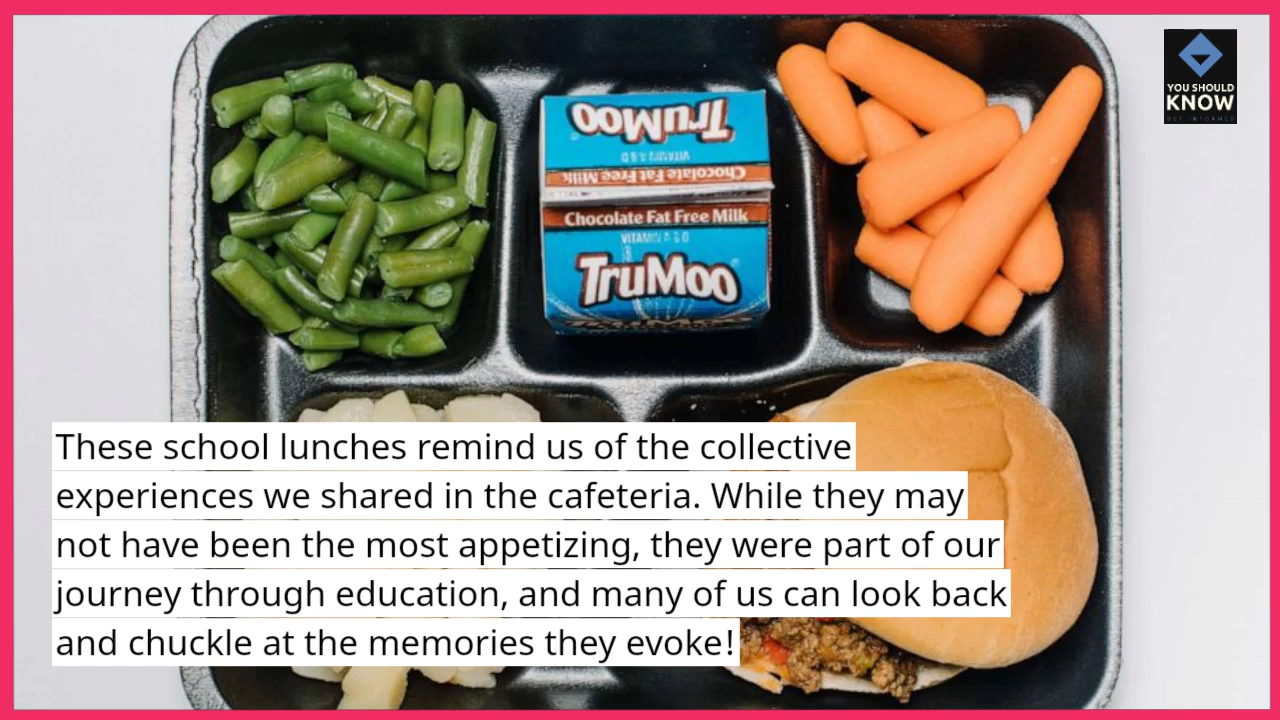 YOU SHOULD
KNOW
GET INFORMED
TruMoo
VITAMIN A & D
Chocolate Fat Free Milk
Chocolate Fat Free Milk
VITAMIN A & D
TruMoo
These school lunches remind us of the collective
experiences we shared in the cafeteria. While they may
not have been the most appetizing, they were part of our
journey through education, and many of us can look back
and chuckle at the memories they evoke!